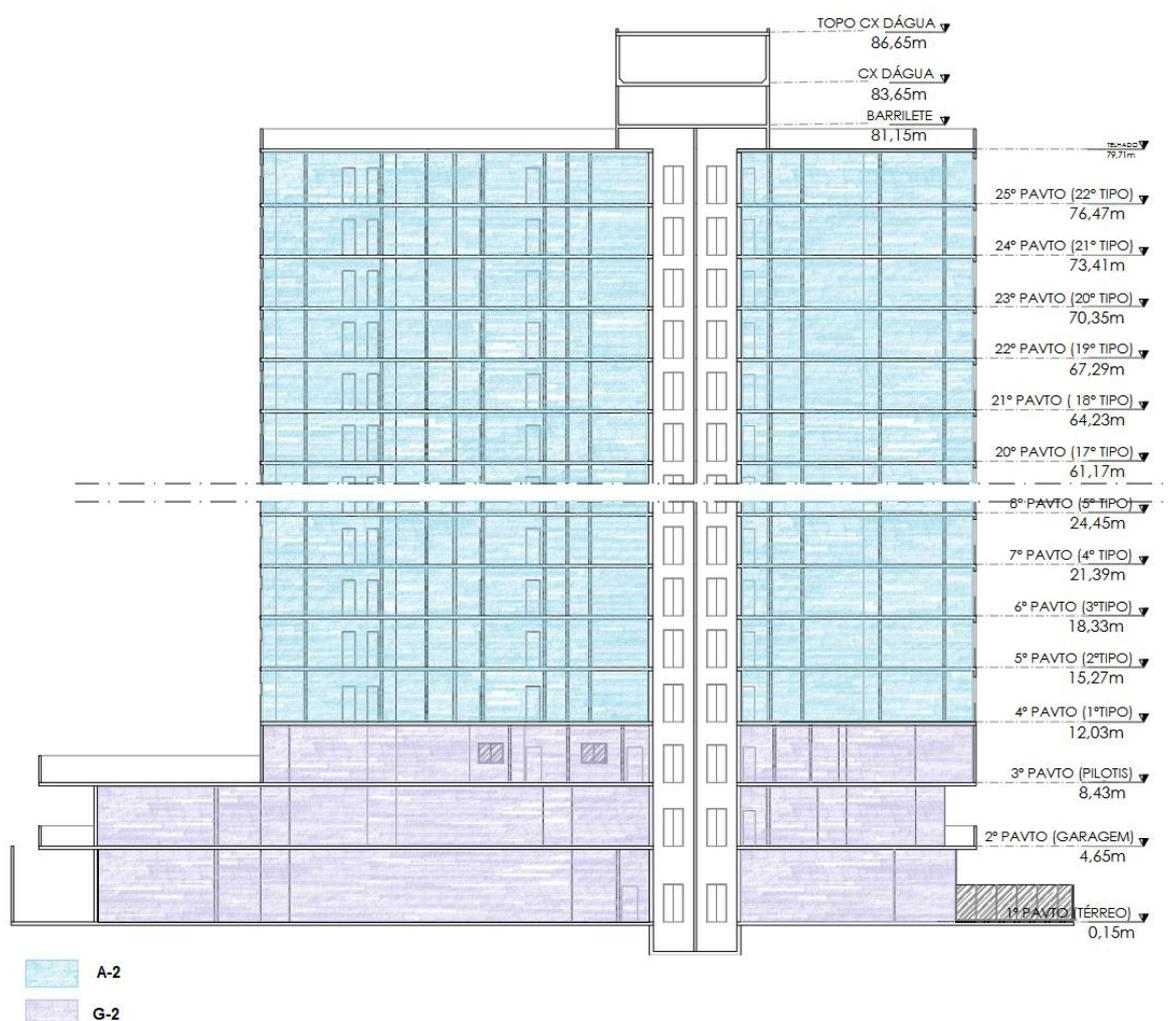 TOPO CX DÁGUA
86,65m
CX DÁGUA
83,65m
BARRILETE
81,15m
TELHADO
79,71m
25º PAVTO (22º TIPO)
76,47m
24º PAVTO (21º TIPO)
73,41m
23º PAVTO (20º TIPO)
70,35m
22º PAVTO (19º TIPO)
67,29m
21º PAVTO ( 18º TIPO)
64,23m
20º PAVTO (17º TIPO)
61,17m
8º PAVTO (5º TIPO)
24,45m
7º PAVTO (4º TIPO)
21,39m
6º PAVTO (3ºTIPO)
18,33m
5º PAVTO (2ºTIPO)
15,27m
4º PAVTO (1ºTIPO)
12,03m
3º PAVTO (PILOTIS)
8,43m
2º PAVTO (GARAGEM)
4,65m
1º PAVTO (TÉRREO)
0,15m
A-2
G-2